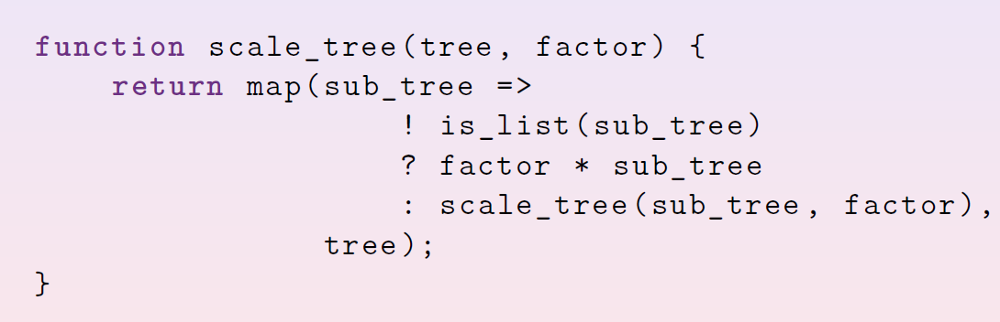 function scale_tree(tree, factor) {
    return map(sub_tree =>
                   ! is_list(sub_tree)
                   ? factor * sub_tree
                   : scale_tree(sub_tree, factor),
               tree);
}